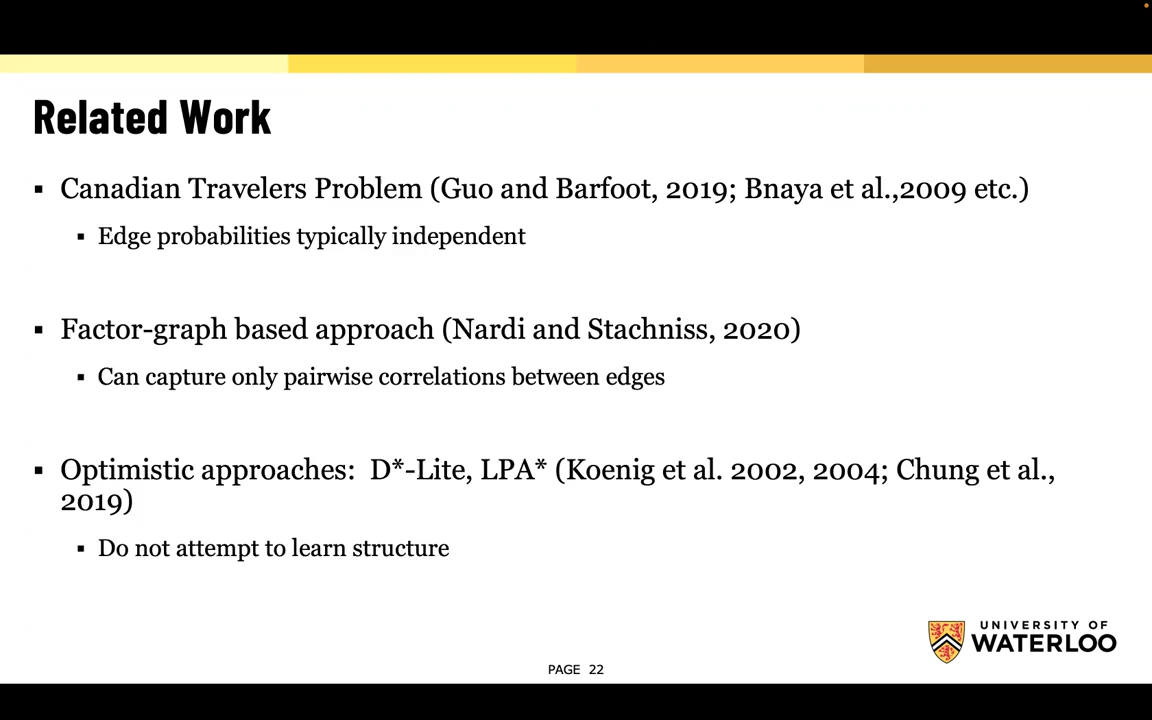 Related Work
▪ Canadian Travelers Problem (Guo and Barfoot, 2019; Bnaya et al.,2009 etc.)
▪ Edge probabilities typically independent
▪ Factor-graph based approach (Nardi and Stachniss, 2020)
▪ Can capture only pairwise correlations between edges
▪ Optimistic approaches:  D*-Lite, LPA* (Koenig et al. 2002, 2004; Chung et al.,
2019)
▪ Do not attempt to learn structure
UNIVERSITY OF
WATERLOO
PAGE 22